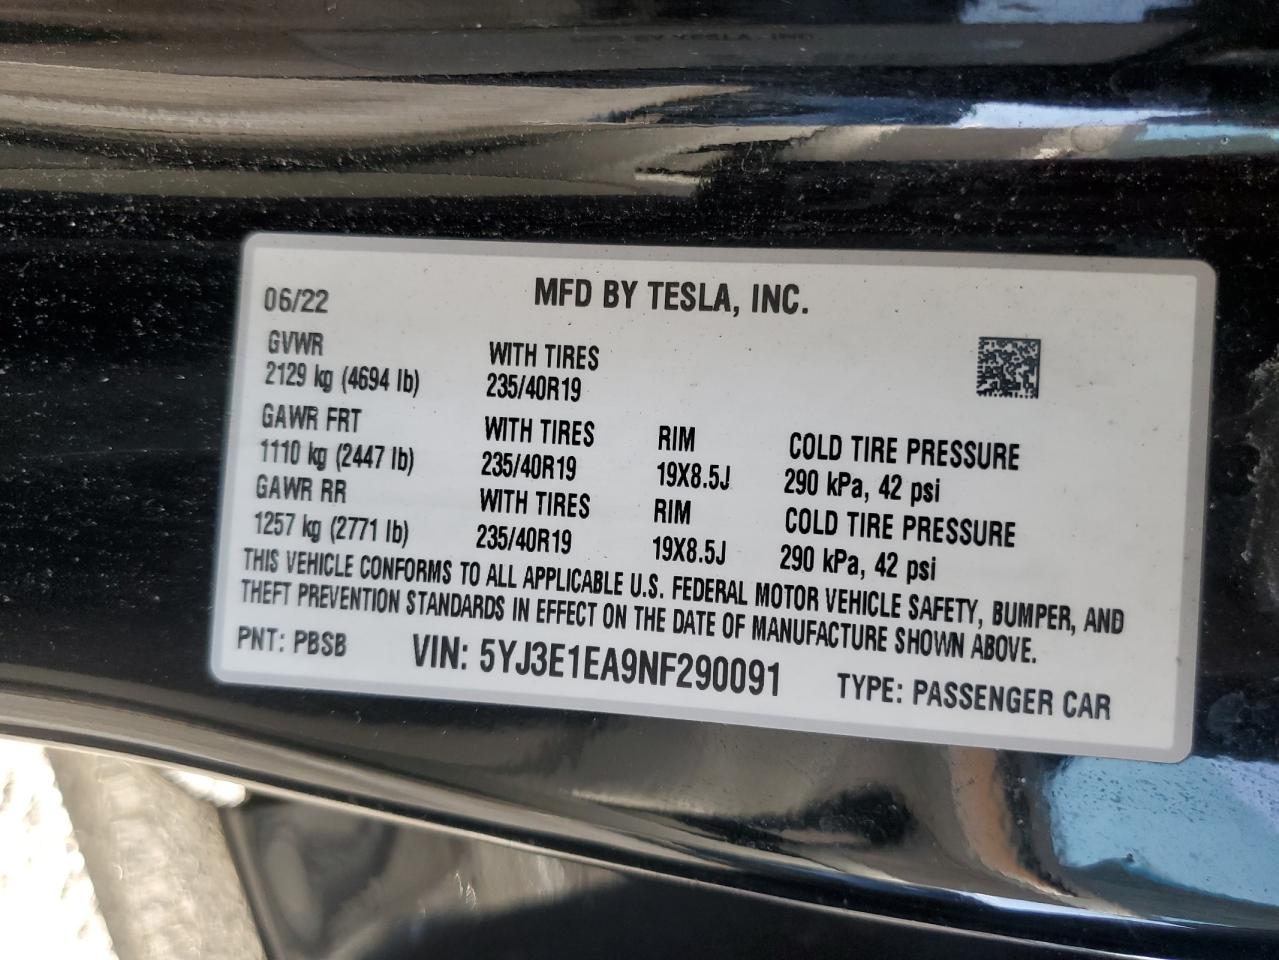 06/22 MFD BY TESLA, INC.
GVWR WITH TIRES
2129 kg (4694 lb) 235/40R19
GAWR FRT WITH TIRES RIM COLD TIRE PRESSURE
1110 kg (2447 lb) 235/40R19 19X8.5J 290 kPa, 42 psi
GAWR RR WITH TIRES RIM COLD TIRE PRESSURE
1257 kg (2771 lb) 235/40R19 19X8.5J 290 kPa, 42 psi
THIS VEHICLE CONFORMS TO ALL APPLICABLE U.S. FEDERAL MOTOR VEHICLE SAFETY, BUMPER, AND
THEFT PREVENTION STANDARDS IN EFFECT ON THE DATE OF MANUFACTURE SHOWN ABOVE.
PNT: PBSB VIN: 5YJ3E1EA9NF290091 TYPE: PASSENGER CAR